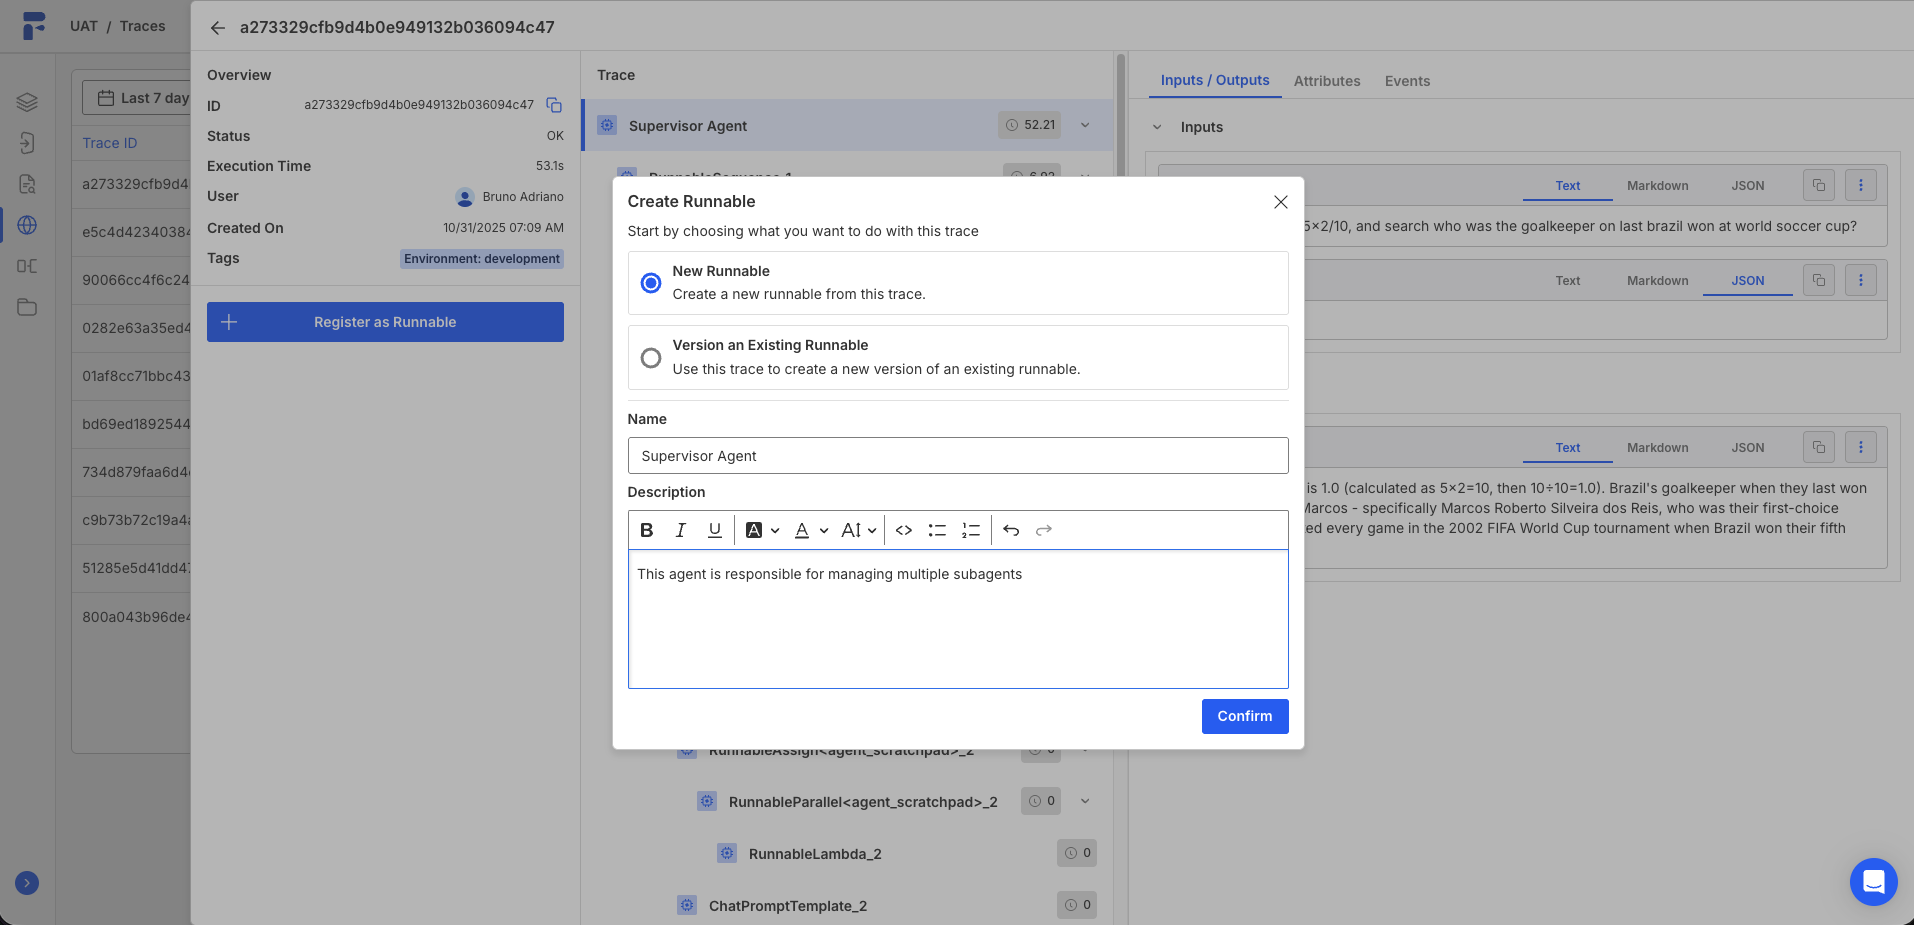 UAT / Traces
a273329cfb9d4b0e949132b036094c47
Last 7 day
Trace ID
a273329cfb9d4
e5c4d42340384
90066cc4f6c24
0282e63a35ed4
01af8cc71bbc43
bd69ed1892544
734d879faa6d4
c9b73b72c19a4
51285e5d41dd4
800a043b96de4
Overview
ID a273329cfb9d4b0e949132b036094c47
Status OK
Execution Time 53.1s
User Bruno Adriano
Created On 10/31/2025 07:09 AM
Tags Environment: development
Register as Runnable
Trace
Supervisor Agent 52.21
RunnableSequence_1 6.92
RunnableAssign<agent_scratchpad>_2 0
RunnableParallel<agent_scratchpad>_2 0
RunnableLambda_2 0
ChatPromptTemplate_2 0
Create Runnable
Start by choosing what you want to do with this trace
New Runnable
Create a new runnable from this trace.
Version an Existing Runnable
Use this trace to create a new version of an existing runnable.
Name
Supervisor Agent
Description
B I U A A AI <>
This agent is responsible for managing multiple subagents
Confirm
Inputs / Outputs Attributes Events
Inputs
Text Markdown JSON
5×2/10, and search who was the goalkeeper on last brazil won at world soccer cup?
Text Markdown JSON
Text Markdown JSON
is 1.0 (calculated as 5×2=10, then 10÷10=1.0). Brazil's goalkeeper when they last won
Marcos - specifically Marcos Roberto Silveira dos Reis, who was their first-choice
ed every game in the 2002 FIFA World Cup tournament when Brazil won their fifth